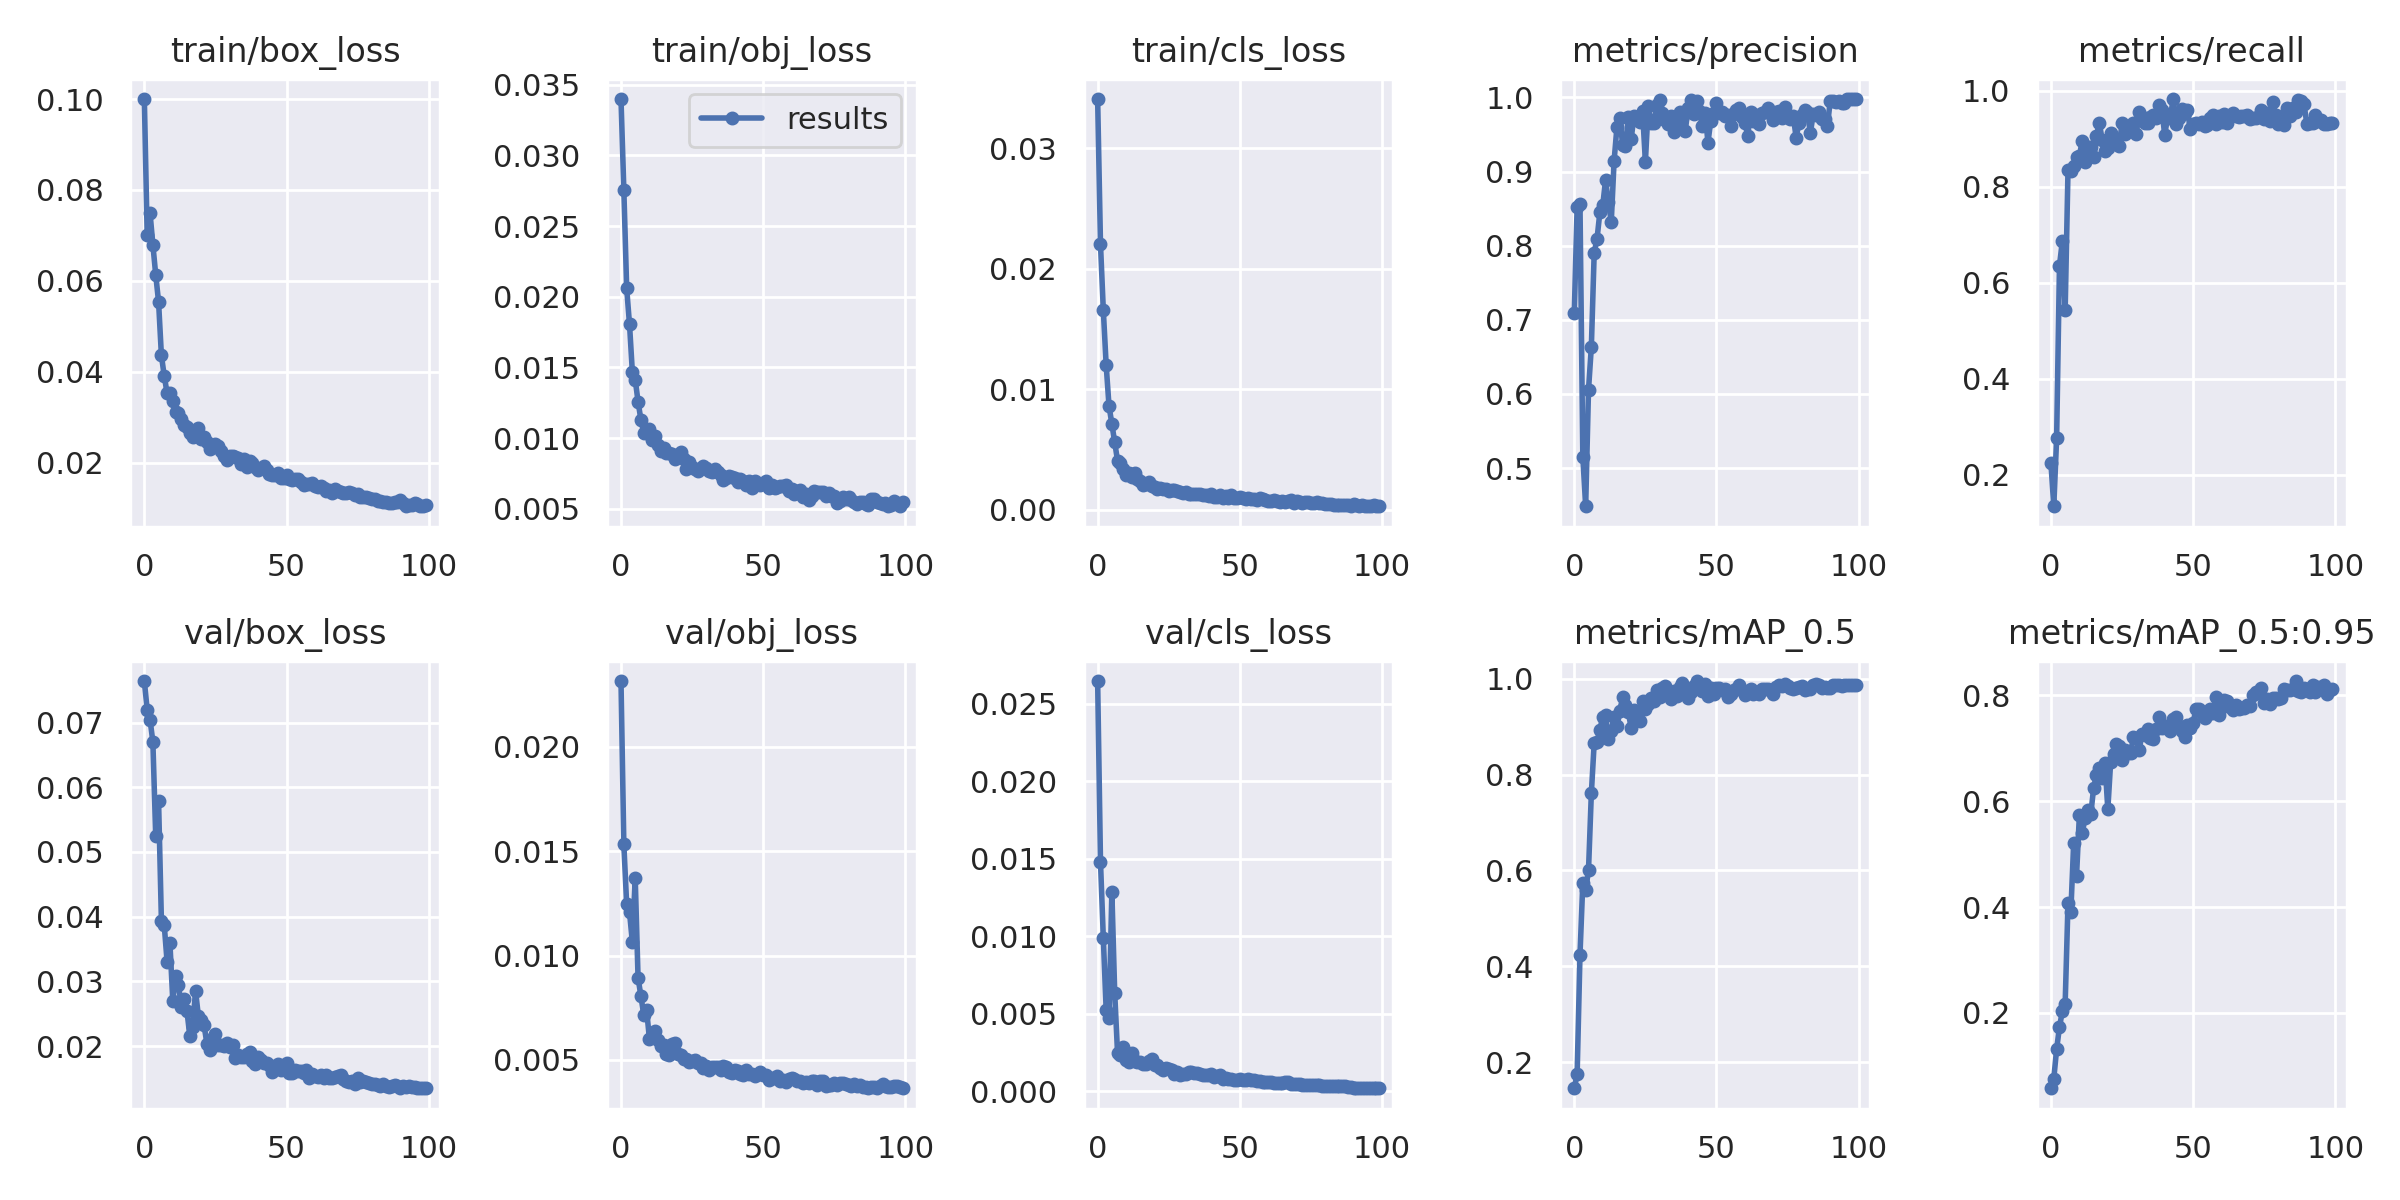 train/box_loss
0.10
0.08
0.06
0.04
0.02
0 50 100
train/obj_loss
results
0.035
0.030
0.025
0.020
0.015
0.010
0.005
0 50 100
train/cls_loss
0.03
0.02
0.01
0.00
0 50 100
metrics/precision
1.0
0.9
0.8
0.7
0.6
0.5
0 50 100
metrics/recall
1.0
0.8
0.6
0.4
0.2
0 50 100
val/box_loss
0.07
0.06
0.05
0.04
0.03
0.02
0 50 100
val/obj_loss
0.020
0.015
0.010
0.005
0 50 100
val/cls_loss
0.025
0.020
0.015
0.010
0.005
0.000
0 50 100
metrics/mAP_0.5
1.0
0.8
0.6
0.4
0.2
0 50 100
metrics/mAP_0.5:0.95
0.8
0.6
0.4
0.2
0 50 100